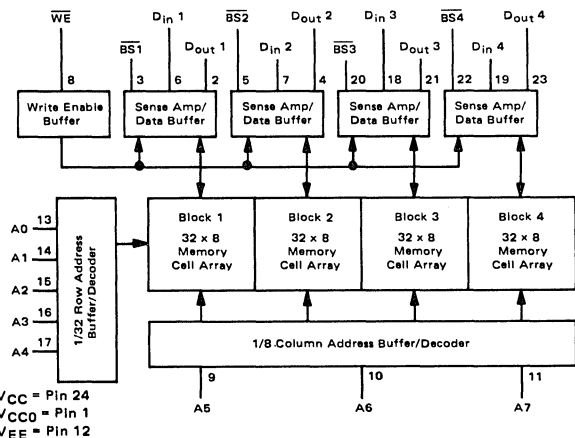 WE Din 1 BS2 Dout 2 Din 3 BS4 Dout 4
BS1 Dout 1 Din 2 BS3 Dout 3 Din 4
8 3 6 2 5 7 4 20 18 21 22 19 23
Write Enable Buffer
Sense Amp/ Data Buffer
Sense Amp/ Data Buffer
Sense Amp/ Data Buffer
Sense Amp/ Data Buffer
Block 1
32 x 8
Memory
Cell Array
Block 2
32 x 8
Memory
Cell Array
Block 3
32 x 8
Memory
Cell Array
Block 4
32 x 8
Memory
Cell Array
A0 13
A1 14
A2 15
A3 16
A4 17
1/32 Row Address
Buffer/Decoder
1/8 Column Address Buffer/Decoder
9 10 11
A5 A6 A7
VCC = Pin 24
VCC0 = Pin 1
VEE = Pin 12